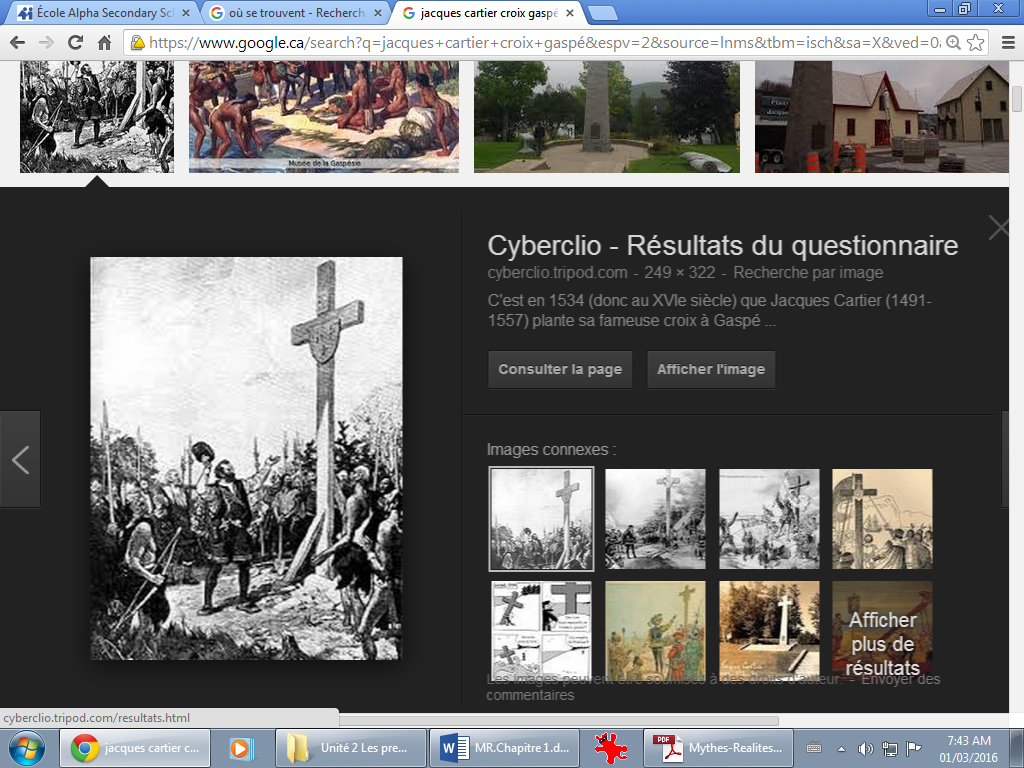 École Alpha Secondary Sc
où se trouvent - Recherch
jacques cartier croix gaspé
https://www.google.ca/search?q=jacques+cartier+croix+gaspé&espv=2&source=lnms&tbm=isch&sa=X&ved=0
Musée de la Gaspésie
Cyberclio - Résultats du questionnaire
cyberclio.tripod.com - 249 × 322 - Recherche par image
C'est en 1534 (donc au XVIe siècle) que Jacques Cartier (1491-
1557) plante sa fameuse croix à Gaspé ...
Consulter la page
Afficher l'image
Images connexes :
Afficher
plus de
résultats
Les images peuvent être soumises à des droits d'auteur. - Envoyer des
commentaires
cyberclio.tripod.com/resultats.html
jacques cartier c...
Unité 2 Les pre...
MR.Chapitre 1.d...
PDF
Mythes-Realites...
7:43 AM
01/03/2016